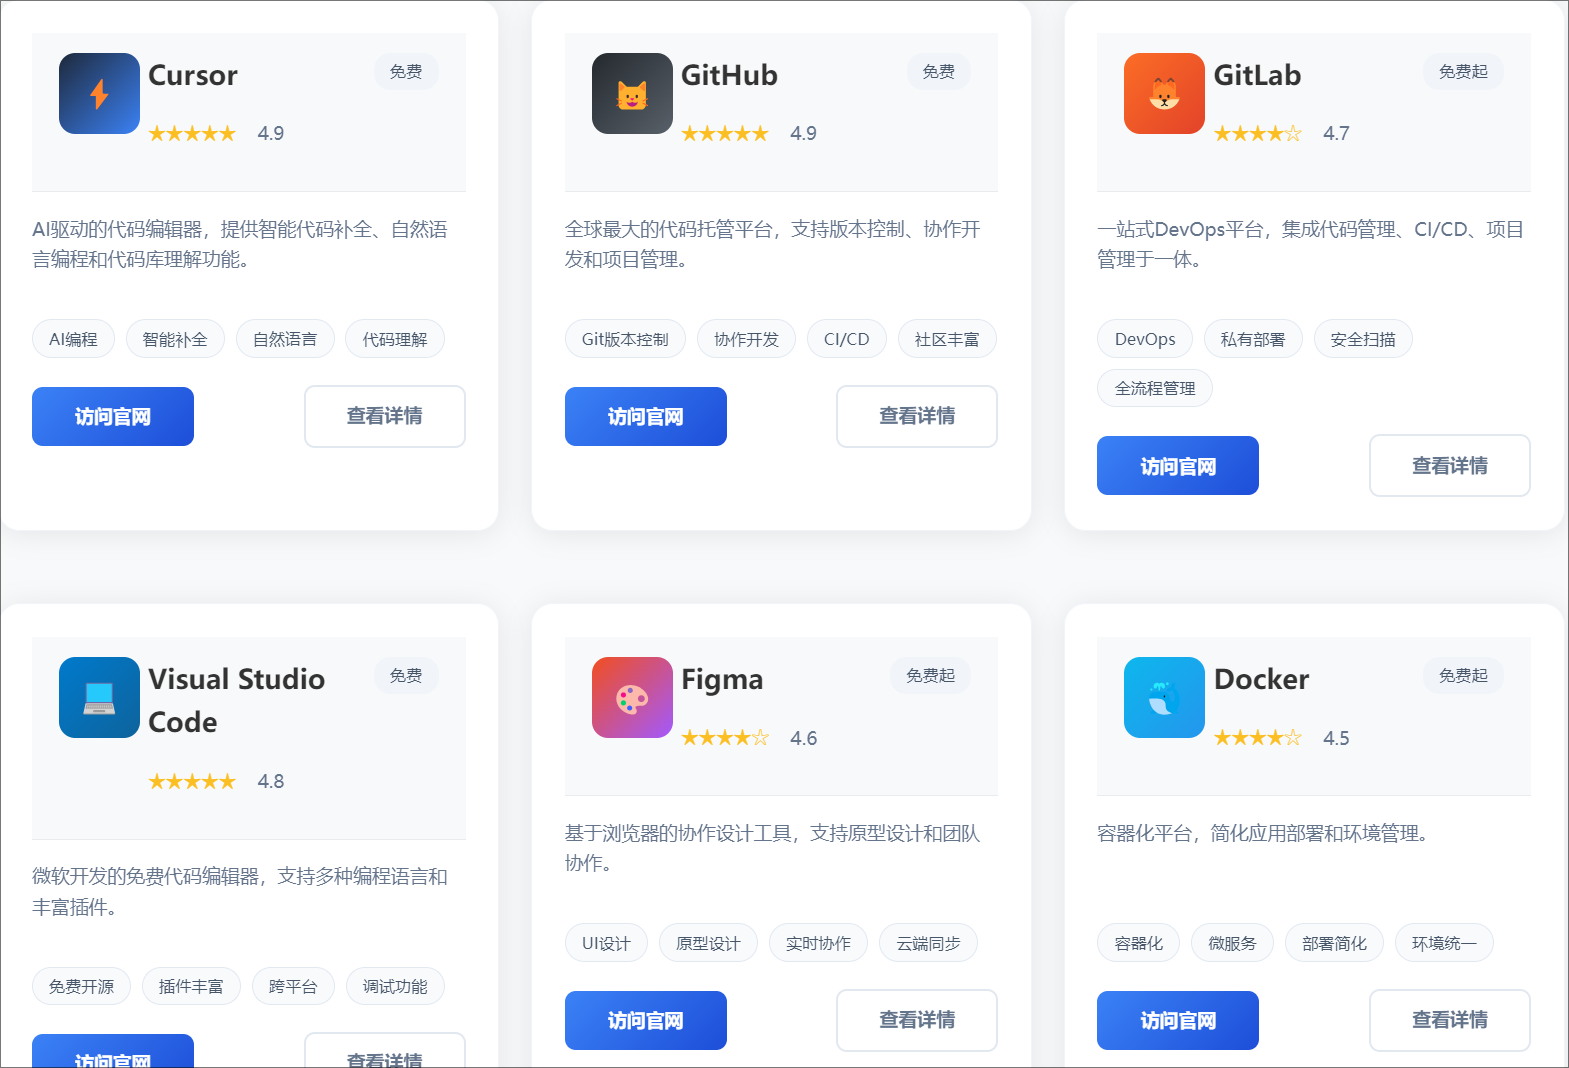 Cursor
免费
★★★★★ 4.9
AI驱动的代码编辑器，提供智能代码补全、自然语
言编程和代码库理解功能。
AI编程 智能补全 自然语言 代码理解
访问官网 查看详情
GitHub
免费
★★★★★ 4.9
全球最大的代码托管平台，支持版本控制、协作开
发和项目管理。
Git版本控制 协作开发 CI/CD 社区丰富
访问官网 查看详情
GitLab
免费起
★★★★☆ 4.7
一站式DevOps平台，集成代码管理、CI/CD、项目
管理于一体。
DevOps 私有部署 安全扫描
全流程管理
访问官网 查看详情
Visual Studio
Code
免费
★★★★★ 4.8
微软开发的免费代码编辑器，支持多种编程语言和
丰富插件。
免费开源 插件丰富 跨平台 调试功能
访问官网 查看详情
Figma
免费起
★★★★☆ 4.6
基于浏览器的协作设计工具，支持原型设计和团队
协作。
UI设计 原型设计 实时协作 云端同步
访问官网 查看详情
Docker
免费起
★★★★☆ 4.5
容器化平台，简化应用部署和环境管理。
容器化 微服务 部署简化 环境统一
访问官网 查看详情